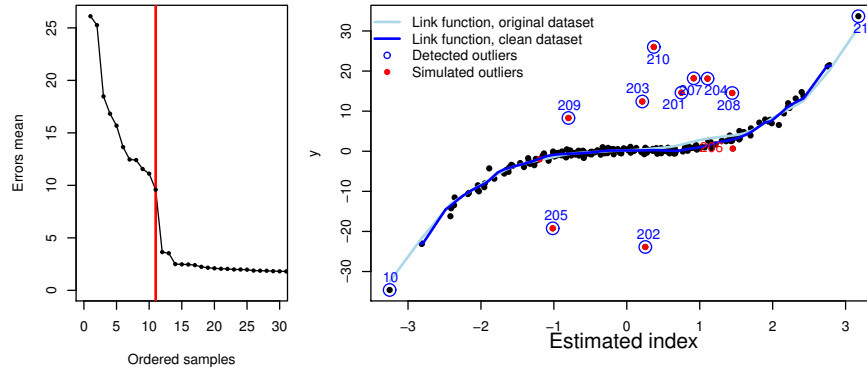 Errors mean
25
20
15
10
5
0
0 5 10 15 20 25 30
Ordered samples
y
30
20
10
0
−10
−20
−30
−3 −2 −1 0 1 2 3
Estimated index
Link function, original dataset
Link function, clean dataset
Detected outliers
Simulated outliers
210
209
203
201
207
204
208
206
205
202
10